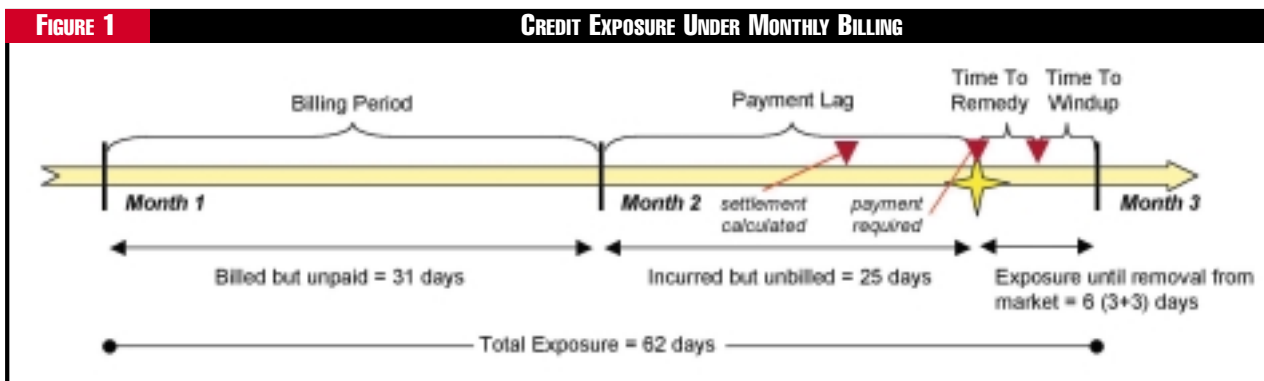 FIGURE 1
CREDIT EXPOSURE UNDER MONTHLY BILLING
Billing Period
Payment Lag
Time To
Remedy
Time To
Windup
Month 1
Month 2
settlement
calculated
payment
required
Month 3
Billed but unpaid = 31 days
Incurred but unbilled = 25 days
Exposure until removal from
market = 6 (3+3) days
Total Exposure = 62 days